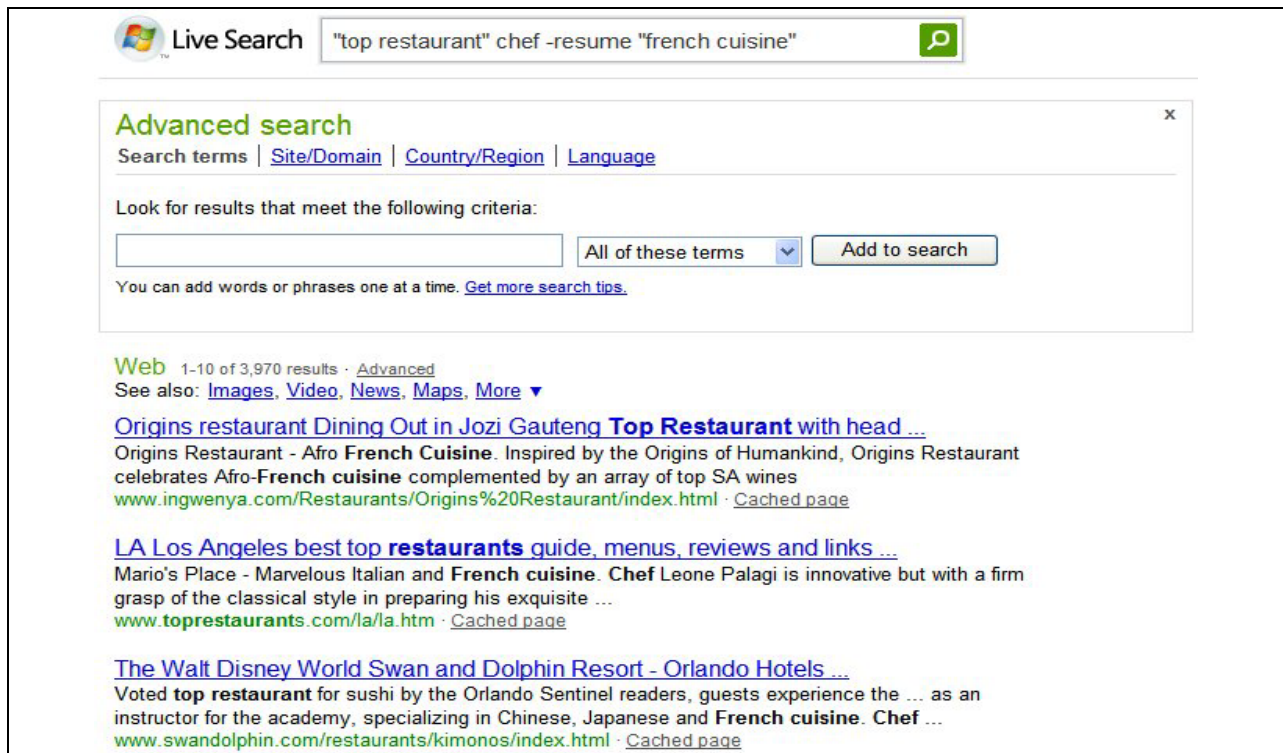 Live Search "top restaurant" chef -resume "french cuisine"
TM
x
Advanced search
Search terms | Site/Domain | Country/Region | Language
Look for results that meet the following criteria:
All of these terms Add to search
You can add words or phrases one at a time. Get more search tips.
Web 1-10 of 3,970 results · Advanced
See also: Images, Video, News, Maps, More ▼
Origins restaurant Dining Out in Jozi Gauteng Top Restaurant with head ...
Origins Restaurant - Afro French Cuisine. Inspired by the Origins of Humankind, Origins Restaurant
celebrates Afro-French cuisine complemented by an array of top SA wines
www.ingwenya.com/Restaurants/Origins%20Restaurant/index.html · Cached page
LA Los Angeles best top restaurants guide, menus, reviews and links ...
Mario's Place - Marvelous Italian and French cuisine. Chef Leone Palagi is innovative but with a firm
grasp of the classical style in preparing his exquisite ...
www.toprestaurants.com/la/la.htm · Cached page
The Walt Disney World Swan and Dolphin Resort - Orlando Hotels ...
Voted top restaurant for sushi by the Orlando Sentinel readers, guests experience the ... as an
instructor for the academy, specializing in Chinese, Japanese and French cuisine. Chef ...
www.swandolphin.com/restaurants/kimonos/index.html · Cached page